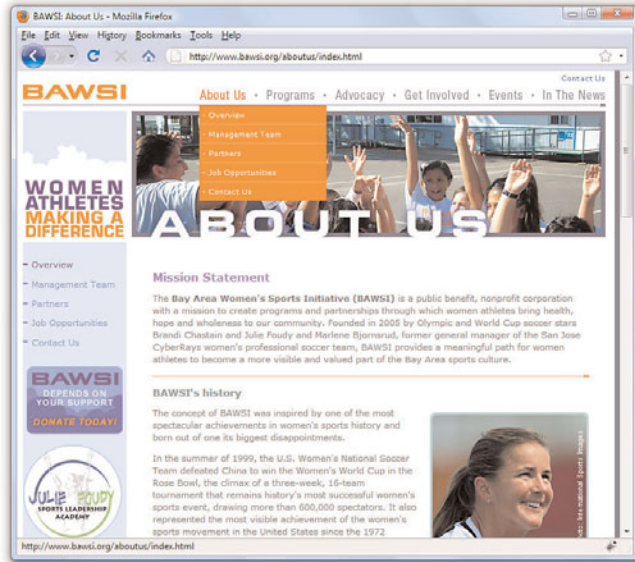 BAWSI: About Us - Mozilla Firefox
File Edit View History Bookmarks Tools Help
http://www.bawsi.org/aboutus/index.html
Contact Us
BAWSI
About Us • Programs • Advocacy • Get Involved • Events • In The News
- Overview
- Management Team
- Partners
- Job Opportunities
- Contact Us
WOMEN
ATHLETES
MAKING A
DIFFERENCE
ABOUT US
- Overview
- Management Team
- Partners
- Job Opportunities
- Contact Us
BAWSI
DEPENDS ON
YOUR SUPPORT
DONATE TODAY!
JULIE FOUDY
SPORTS LEADERSHIP
ACADEMY
Mission Statement
The Bay Area Women's Sports Initiative (BAWSI) is a public benefit, nonprofit corporation
with a mission to create programs and partnerships through which women athletes bring health,
hope and wholeness to our community. Founded in 2005 by Olympic and World Cup soccer stars
Brandi Chastain and Julie Foudy and Marlene Bjornsrud, former general manager of the San Jose
CyberRays women's professional soccer team, BAWSI provides a meaningful path for women
athletes to become a more visible and valued part of the Bay Area sports culture.
BAWSI's history
The concept of BAWSI was inspired by one of the most
spectacular achievements in women's sports history and
born out of one its biggest disappointments.
In the summer of 1999, the U.S. Women's National Soccer
Team defeated China to win the Women's World Cup in the
Rose Bowl, the climax of a three-week, 16-team
tournament that remains history's most successful women's
sports event, drawing more than 600,000 spectators. It also
represented the most visible achievement of the women's
sports movement in the United States since the 1972
International Sports Images
http://www.bawsi.org/aboutus/index.html